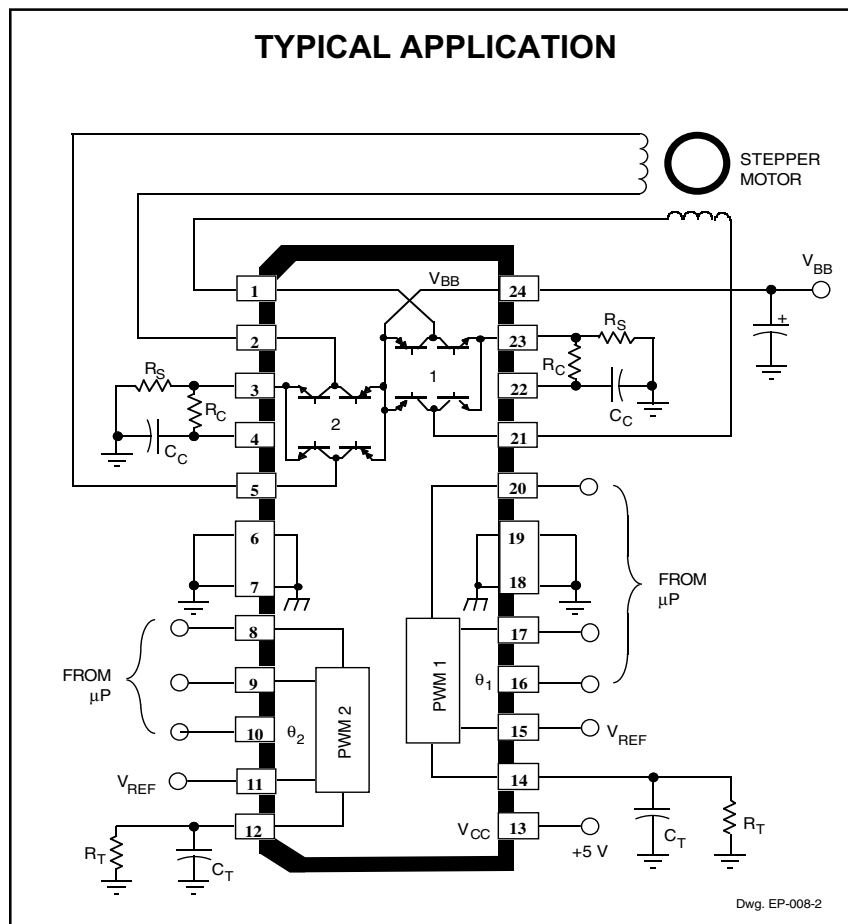 TYPICAL APPLICATION
STEPPER
MOTOR
V_BB
1
V_BB
24
+
2
23
R_S
R_S
3
1
R_C
22
R_C
2
C_C
4
C_C
21
5
20
6
19
FROM
µP
7
18
8
17
FROM
µP
9
PWM 1
θ_1
16
10
θ_2
PWM 2
15
V_REF
V_REF
11
14
12
V_CC
13
+5 V
R_T
C_T
C_T
R_T
Dwg. EP-008-2